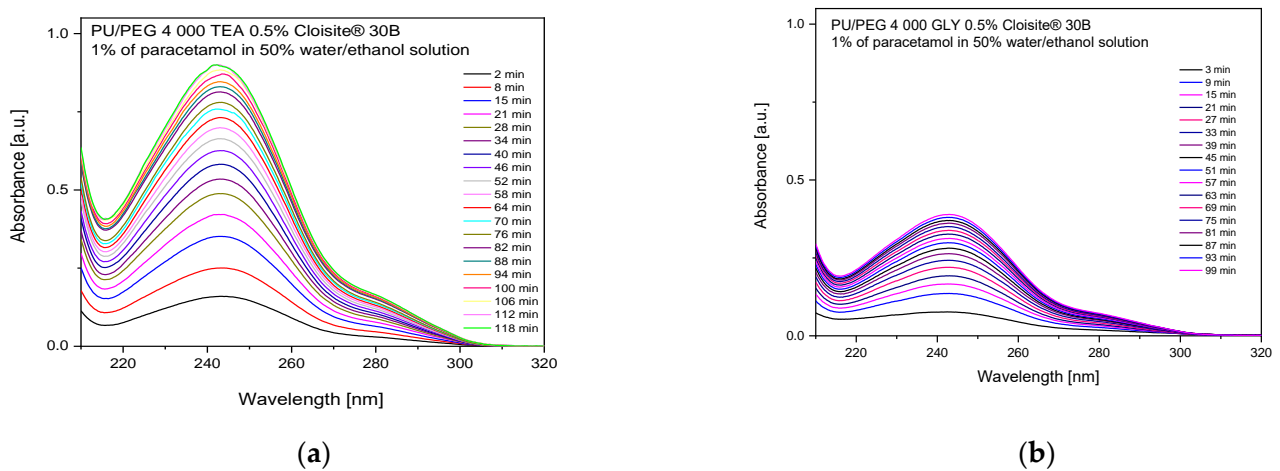 PU/PEG 4 000 TEA 0.5% Cloisite® 30B
1% of paracetamol in 50% water/ethanol solution
1.0
0.5
0.0
Absorbance [a.u.]
2 min
8 min
15 min
21 min
28 min
34 min
40 min
46 min
52 min
58 min
64 min
70 min
76 min
82 min
88 min
94 min
100 min
106 min
112 min
118 min
220 240 260 280 300 320
Wavelength [nm]
(a)
PU/PEG 4 000 GLY 0.5% Cloisite® 30B
1% of paracetamol in 50% water/ethanol solution
1.0
0.5
0.0
Absorbance [a.u.]
3 min
9 min
15 min
21 min
27 min
33 min
39 min
45 min
51 min
57 min
63 min
69 min
75 min
81 min
87 min
93 min
99 min
220 240 260 280 300 320
Wavelength [nm]
(b)